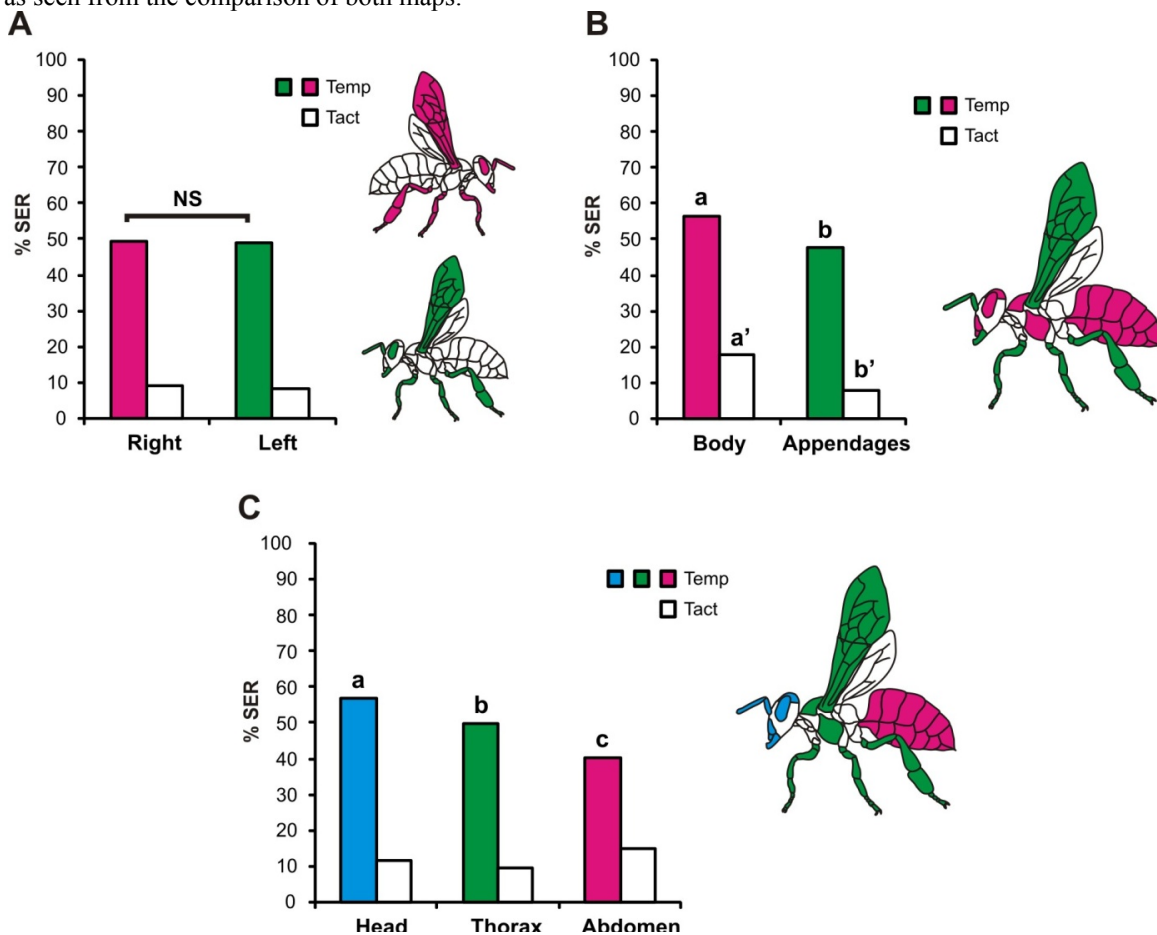 as seen from the comparison of both maps.
A
100
90
80
70
60
50
40
30
20
10
0
% SER
NS
Temp
Tact
Right Left
B
100
90
80
70
60
50
40
30
20
10
0
% SER
a
b
a’
b’
Temp
Tact
Body Appendages
C
100
90
80
70
60
50
40
30
20
10
0
% SER
a
b
c
Temp
Tact
Head Thorax Abdomen